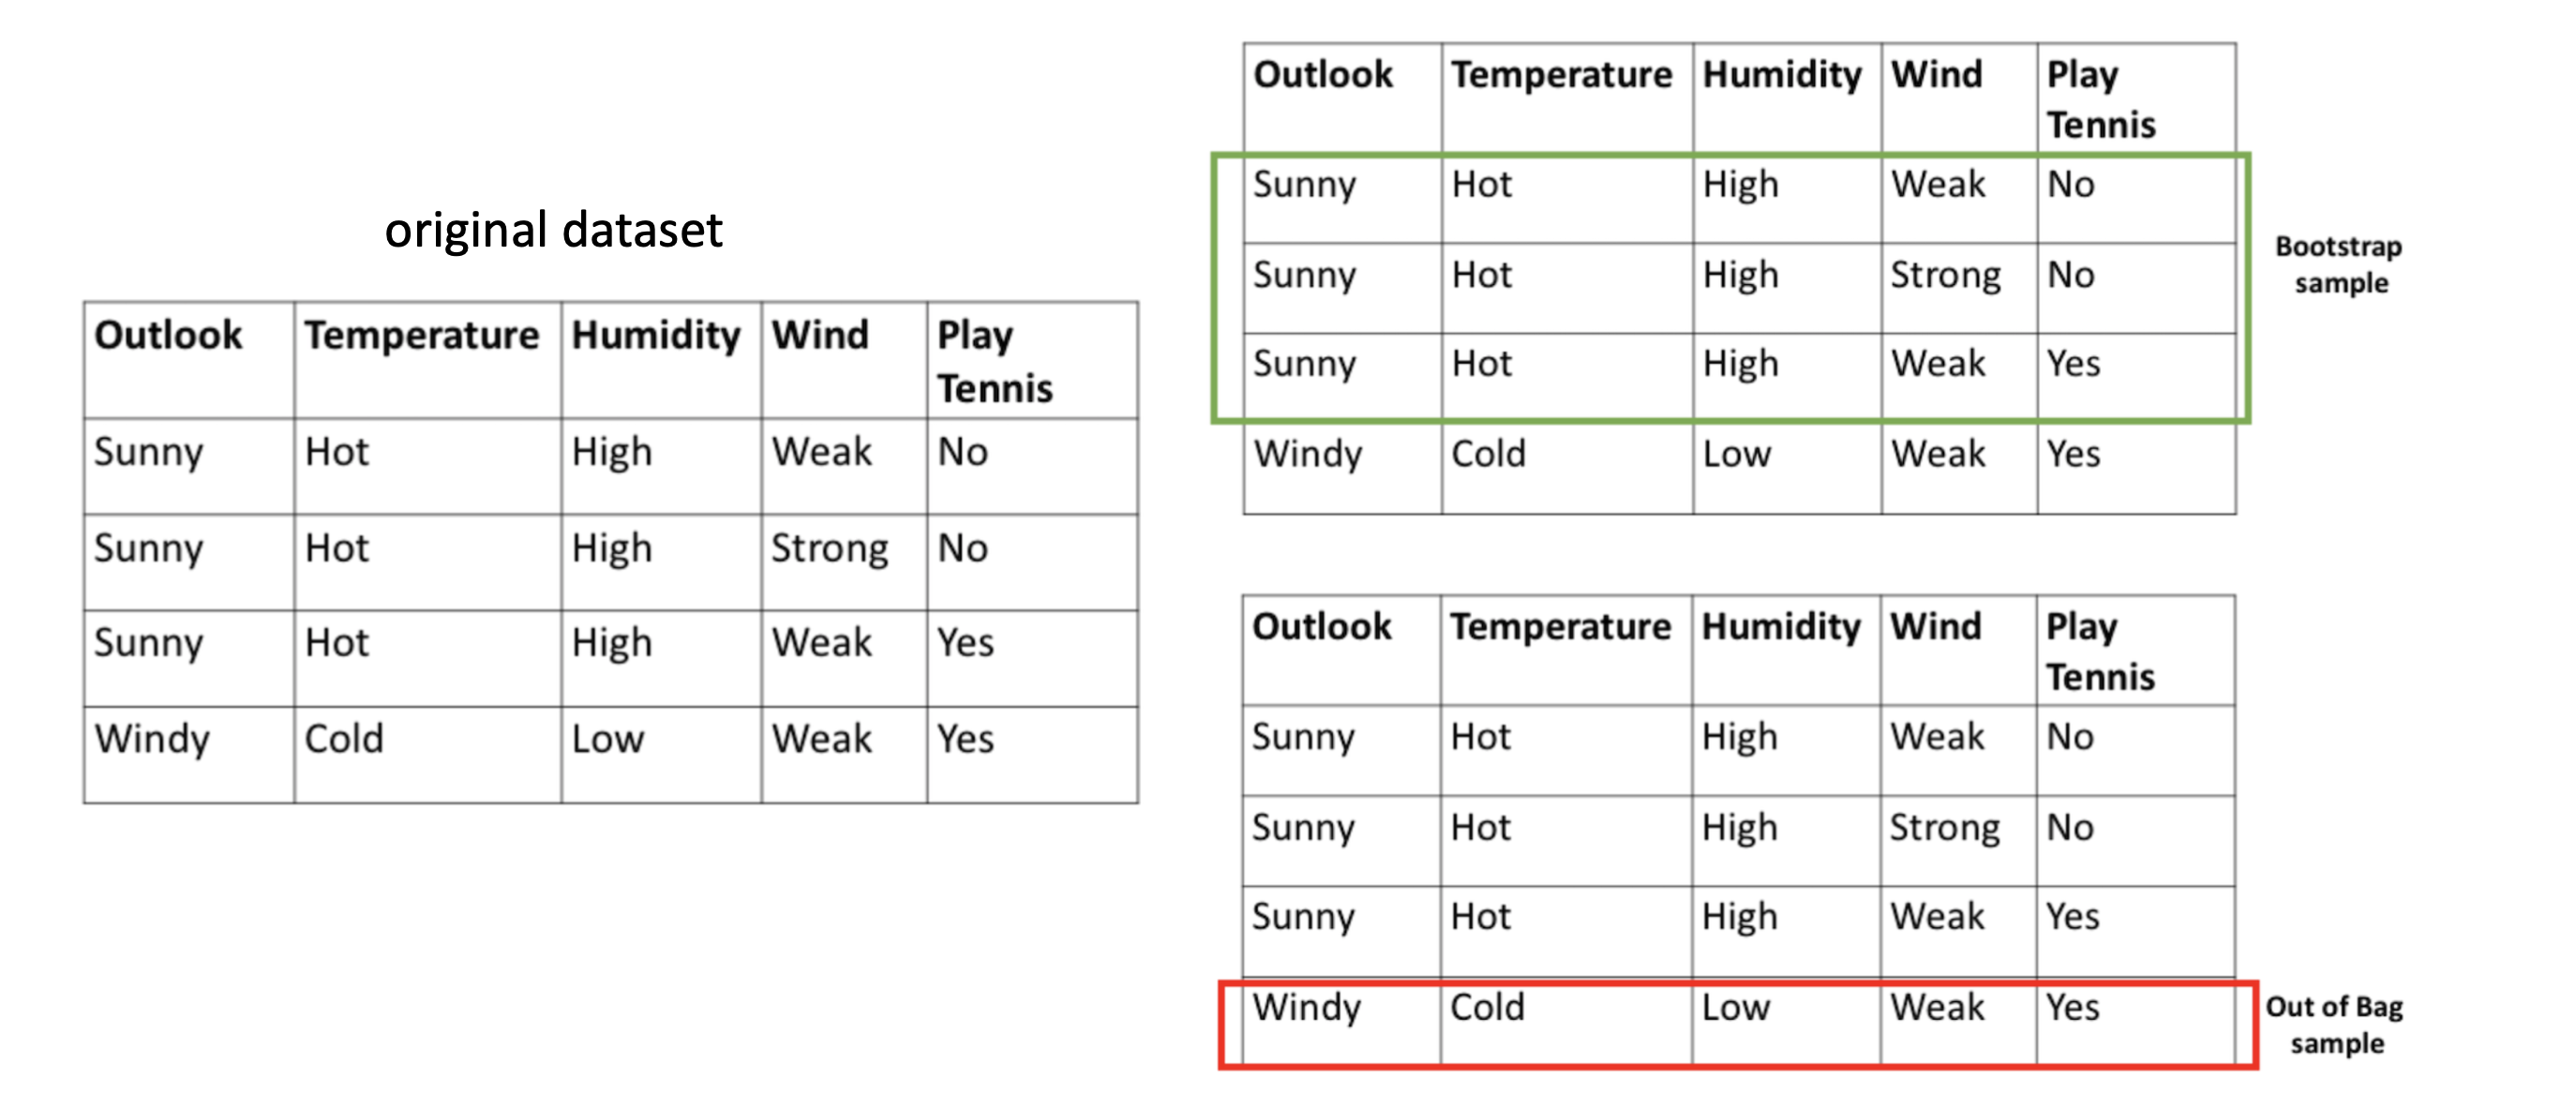 original dataset
Outlook Temperature Humidity Wind Play
Tennis
Sunny Hot High Weak No
Sunny Hot High Strong No
Sunny Hot High Weak Yes
Windy Cold Low Weak Yes
Outlook Temperature Humidity Wind Play
Tennis
Sunny Hot High Weak No
Sunny Hot High Strong No
Sunny Hot High Weak Yes
Windy Cold Low Weak Yes
Bootstrap
sample
Outlook Temperature Humidity Wind Play
Tennis
Sunny Hot High Weak No
Sunny Hot High Strong No
Sunny Hot High Weak Yes
Windy Cold Low Weak Yes
Out of Bag
sample